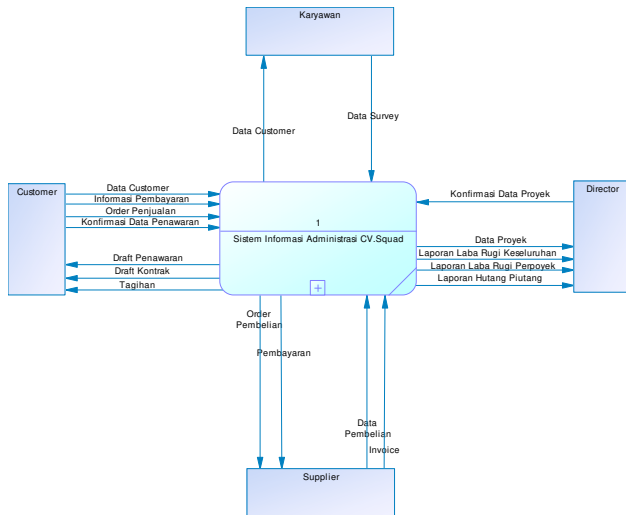 Karyawan
Data Customer
Data Survey
Customer
Data Customer
Informasi Pembayaran
Order Penjualan
Konfirmasi Data Penawaran
Draft Penawaran
Draft Kontrak
Tagihan
1
Sistem Informasi Administrasi CV.Squad
Director
Konfirmasi Data Proyek
Data Proyek
Laporan Laba Rugi Keseluruhan
Laporan Laba Rugi Perpoyek
Laporan Hutang Piutang
Order
Pembelian
Pembayaran
Data
Pembelian
Invoice
Supplier